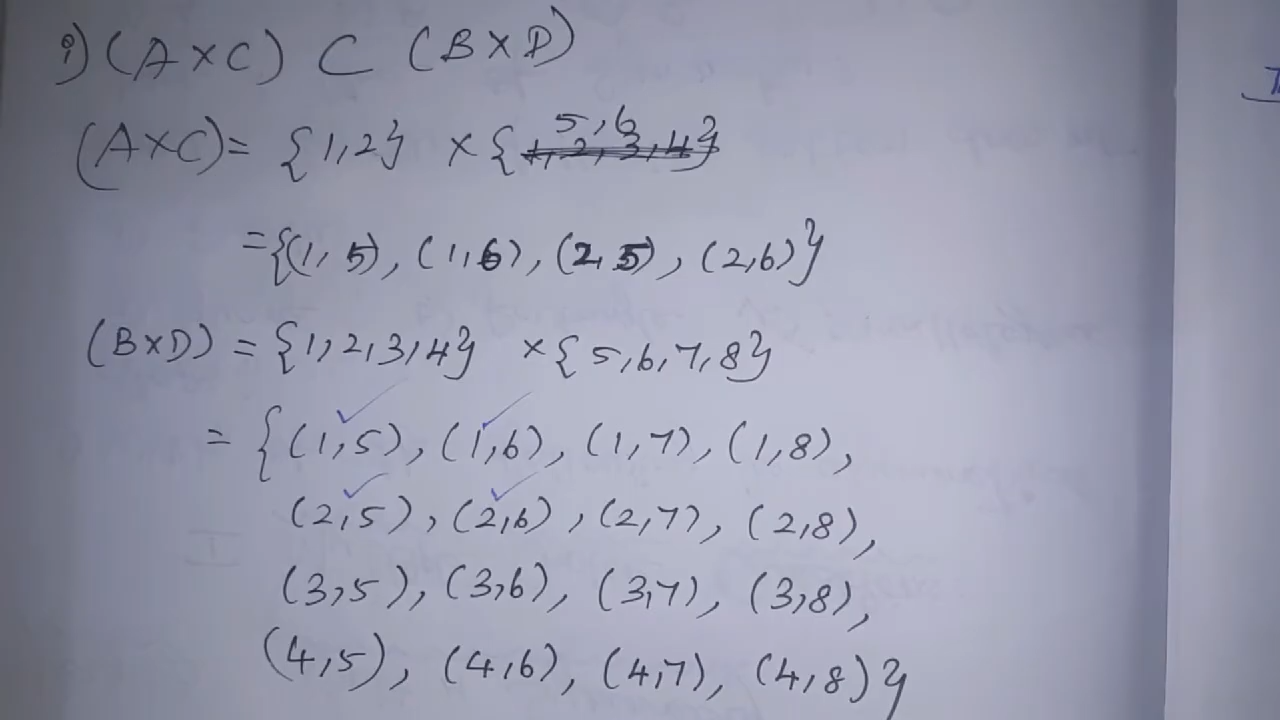 i) (A×C) ⊂ (B×D)
(A×C) = {1,2} × {5,6}
={(1,5), (1,6), (2,5), (2,6)}
(B×D) = {1,2,3,4} ×{5,6,7,8}
= {(1,5), (1,6), (1,7), (1,8),
(2,5), (2,6), (2,7), (2,8),
(3,5), (3,6), (3,7), (3,8),
(4,5), (4,6), (4,7), (4,8)}